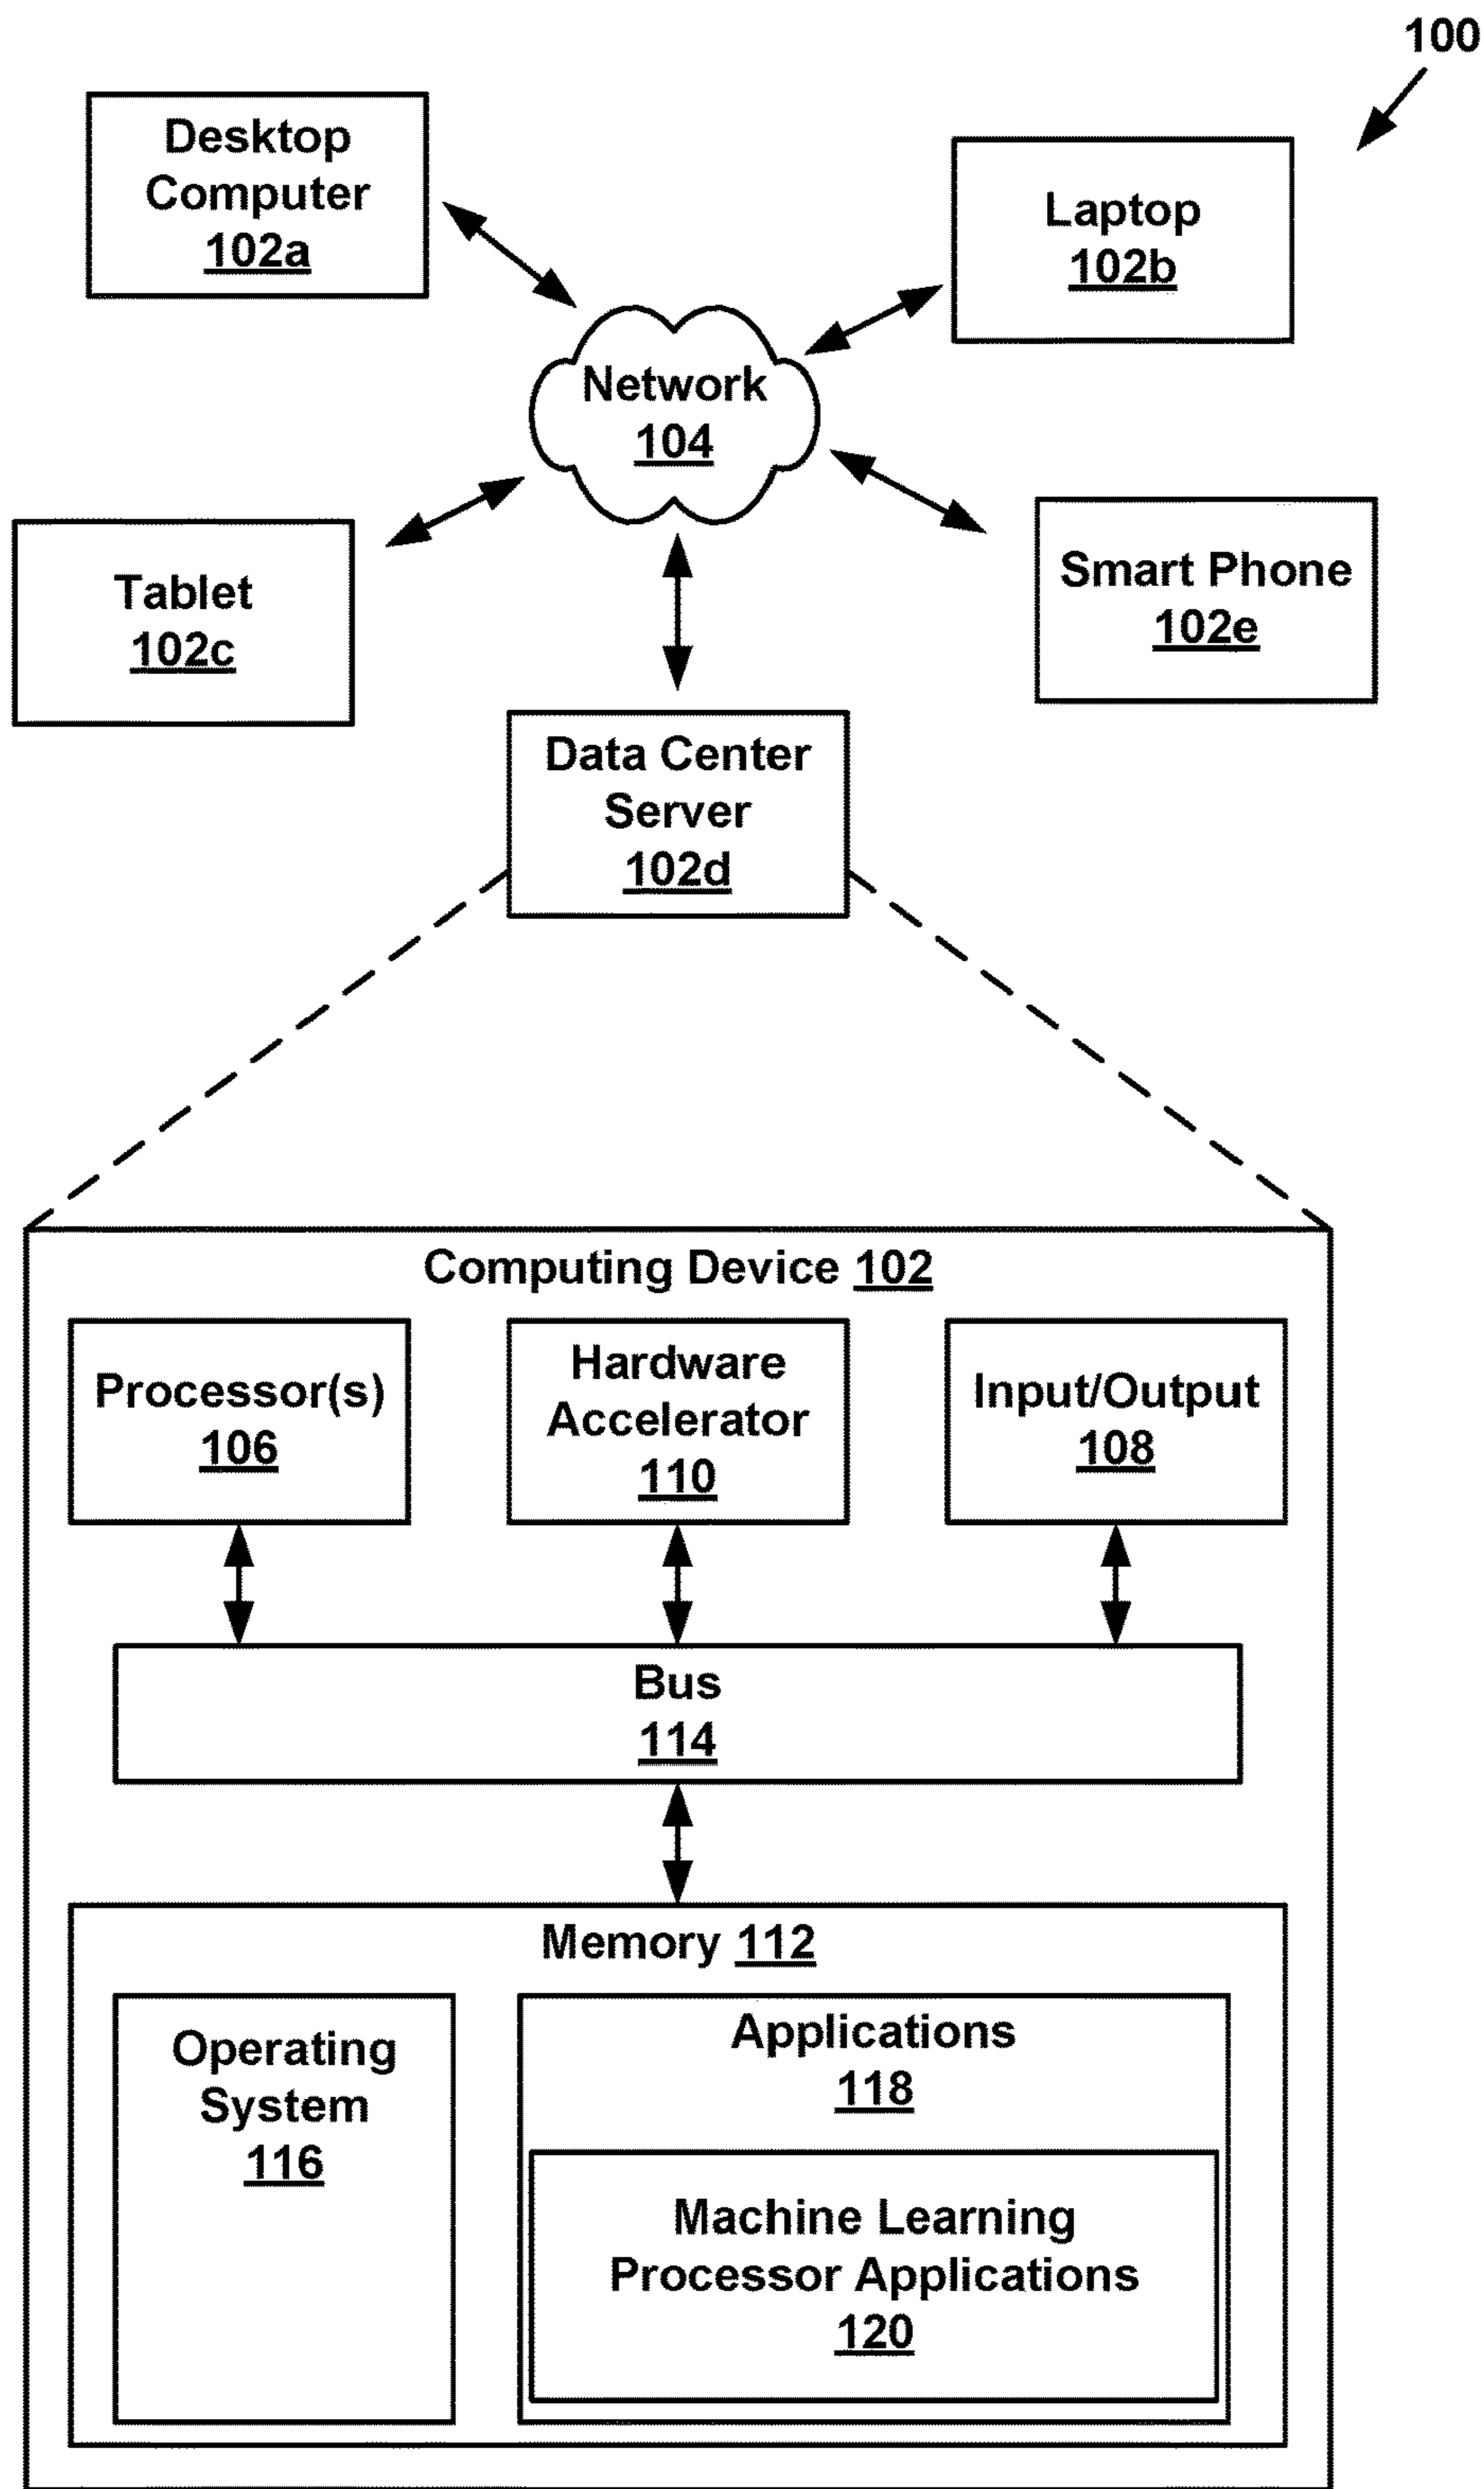 100
Desktop
Computer
102a
Laptop
102b
Network
104
Tablet
102c
Smart Phone
102e
Data Center
Server
102d
Computing Device 102
Processor(s)
106
Hardware
Accelerator
110
Input/Output
108
Bus
114
Memory 112
Operating
System
116
Applications
118
Machine Learning
Processor Applications
120